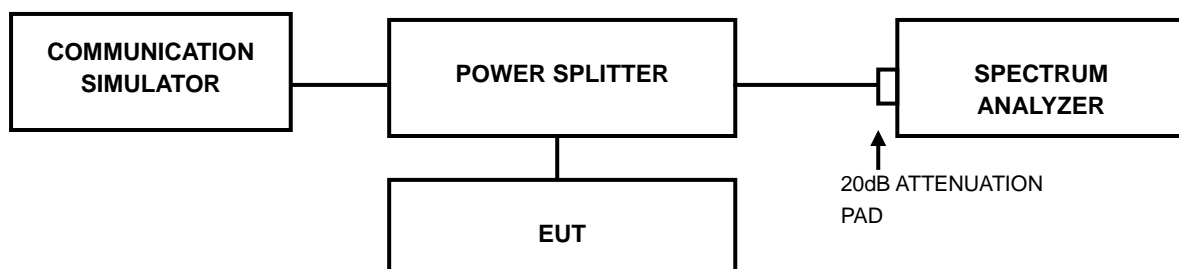 COMMUNICATION
SIMULATOR
POWER SPLITTER
SPECTRUM
ANALYZER
20dB ATTENUATION
PAD
EUT